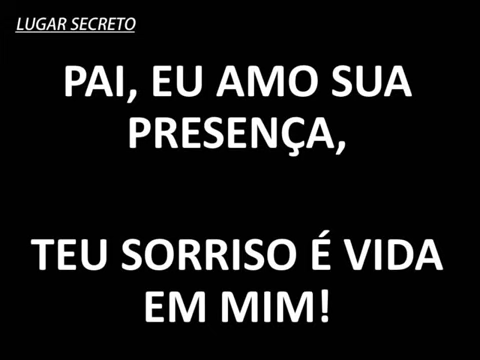 LUGAR SECRETO
PAI, EU AMO SUA
PRESENÇA,
TEU SORRISO É VIDA
EM MIM!